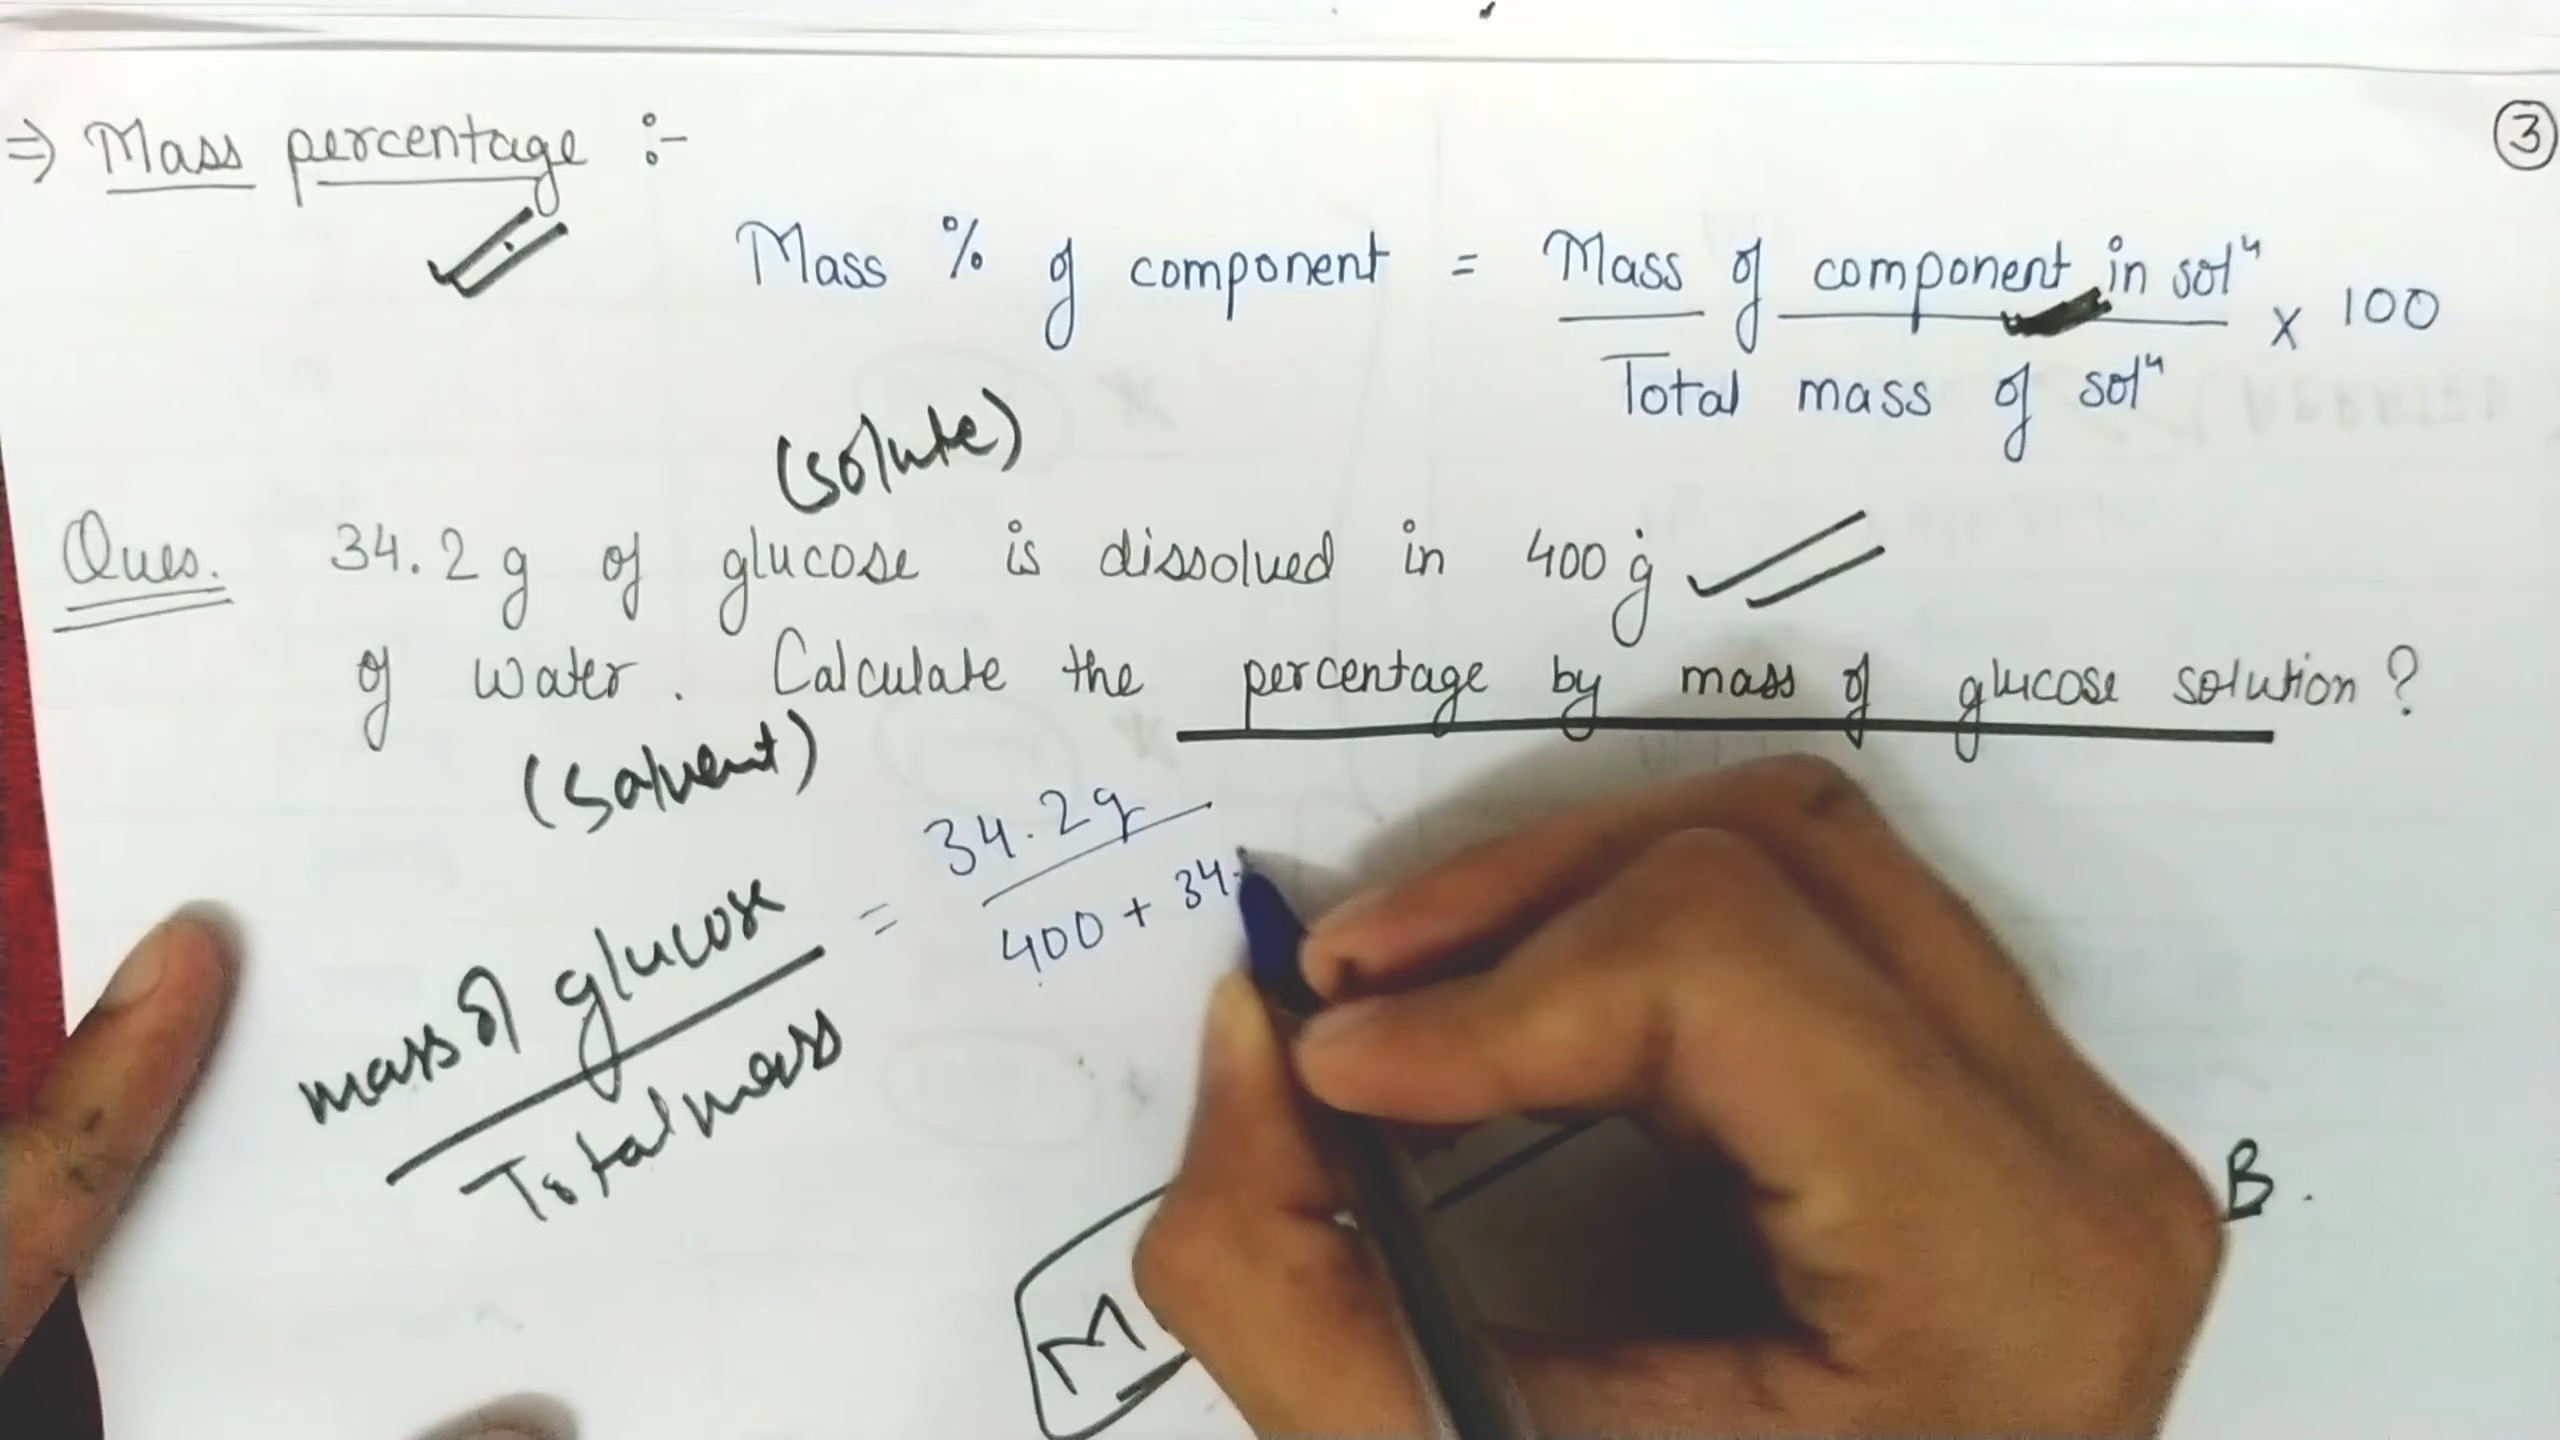 ⇒ Mass percentage :-
③
Mass % of component = Mass of component in solⁿ / Total mass of solⁿ × 100
(solute)
Ques. 34.2 g of glucose is dissolved in 400 g
of water. Calculate the percentage by mass of glucose solution?
(solvent)
mass of glucose / Total mass = 34.2g / 400 + 34.
M
B.